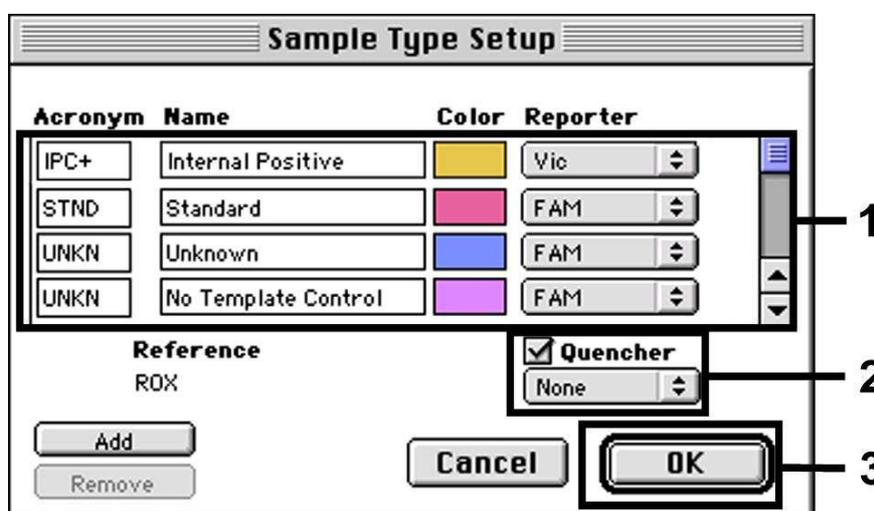 Sample Type Setup
Acronym Name Color Reporter
IPC+ Internal Positive Vic
STND Standard FAM
UNKN Unknown FAM
UNKN No Template Control FAM
1
Reference Quencher
ROX None
2
Add
Remove
Cancel OK
3